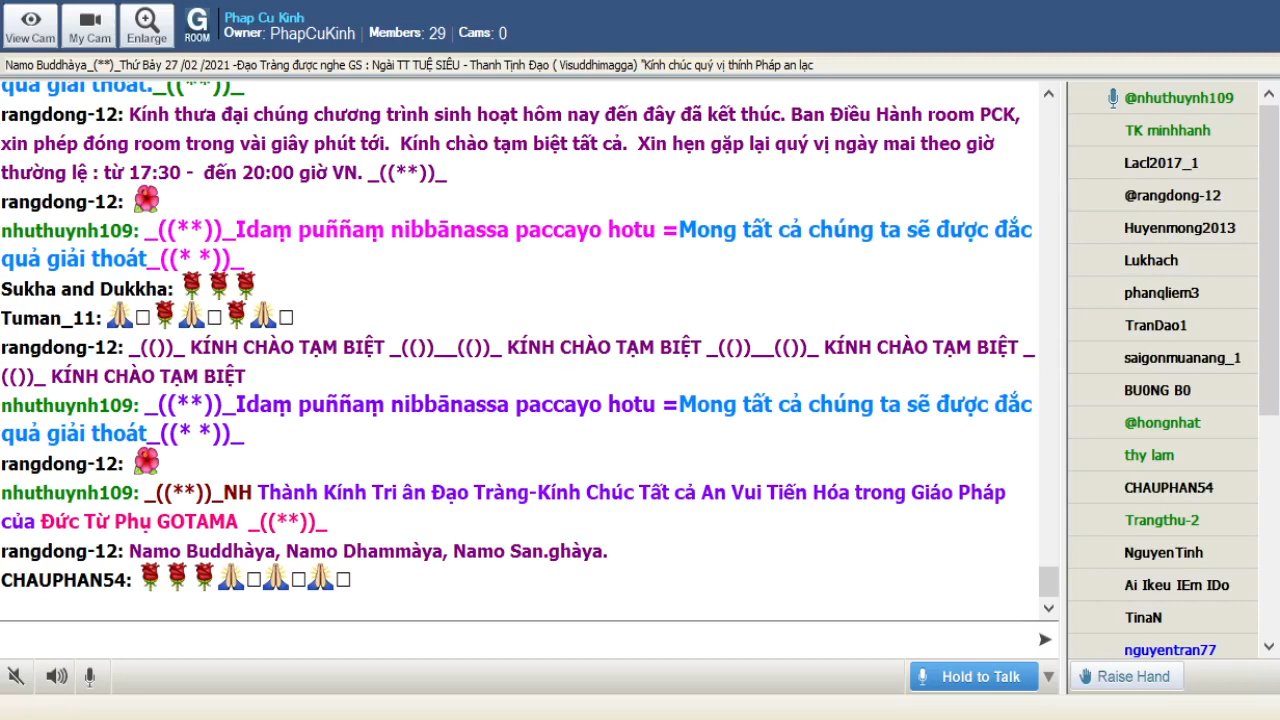 View Cam
My Cam
Enlarge
G
ROOM
Phap Cu Kinh
Owner: PhapCuKinh | Members: 29 | Cams: 0
Namo Buddhàya_(**)_Thứ Bảy 27 /02 /2021 -Đạo Tràng được nghe GS : Ngài TT TUỆ SIÊU - Thanh Tịnh Đạo ( Visuddhimagga) "Kính chúc quý vị thính Pháp an lạc
quả giải thoát._((**))_
rangdong-12: Kính thưa đại chúng chương trình sinh hoạt hôm nay đến đây đã kết thúc. Ban Điều Hành room PCK,
xin phép đóng room trong vài giây phút tới. Kính chào tạm biệt tất cả. Xin hẹn gặp lại quý vị ngày mai theo giờ
thường lệ : từ 17:30 - đến 20:00 giờ VN. _((**))_
rangdong-12:
nhuthuynh109: _((**))_Idaṃ puññaṃ nibbānassa paccayo hotu =Mong tất cả chúng ta sẽ được đắc
quả giải thoát_((* *))_
Sukha and Dukkha:
Tuman_11:
rangdong-12: _(())_ KÍNH CHÀO TẠM BIỆT _(())__(())_ KÍNH CHÀO TẠM BIỆT _(())__(())_ KÍNH CHÀO TẠM BIỆT _
(())_ KÍNH CHÀO TẠM BIỆT
nhuthuynh109: _((**))_Idaṃ puññaṃ nibbānassa paccayo hotu =Mong tất cả chúng ta sẽ được đắc
quả giải thoát_((* *))_
rangdong-12:
nhuthuynh109: _((**))_NH Thành Kính Tri ân Đạo Tràng-Kính Chúc Tất cả An Vui Tiến Hóa trong Giáo Pháp
của Đức Từ Phụ GOTAMA _((**))_
rangdong-12: Namo Buddhàya, Namo Dhammàya, Namo San.ghàya.
CHAUPHAN54:
Hold to Talk
@nhuthuynh109
TK minhhanh
Lacl2017_1
@rangdong-12
Huyenmong2013
Lukhach
phanqliem3
TranDao1
saigonmuanang_1
BU0NG B0
@hongnhat
thy lam
CHAUPHAN54
Trangthu-2
NguyenTinh
Ai Ikeu IEm IDo
TinaN
nguyentran77
Raise Hand